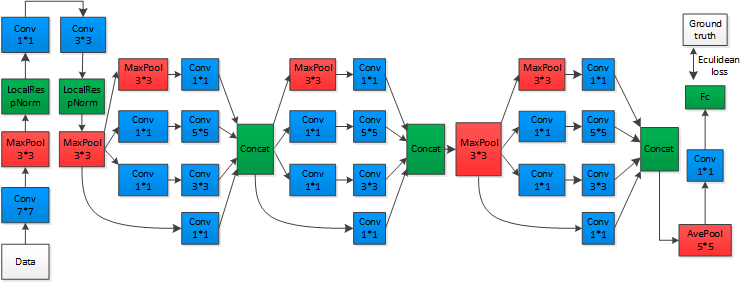 Conv
1*1
Conv
3*3
LocalRes
pNorm
LocalRes
pNorm
MaxPool
3*3
MaxPool
3*3
Conv
7*7
Data
MaxPool
3*3
Conv
1*1
Conv
1*1
Conv
5*5
Conv
1*1
Conv
3*3
Conv
1*1
Concat
MaxPool
3*3
Conv
1*1
Conv
1*1
Conv
5*5
Conv
1*1
Conv
3*3
Conv
1*1
Concat
MaxPool
3*3
MaxPool
3*3
Conv
1*1
Conv
1*1
Conv
5*5
Conv
1*1
Conv
3*3
Conv
1*1
Concat
Ground
truth
Eculidean
loss
Fc
Conv
1*1
AvePool
5*5